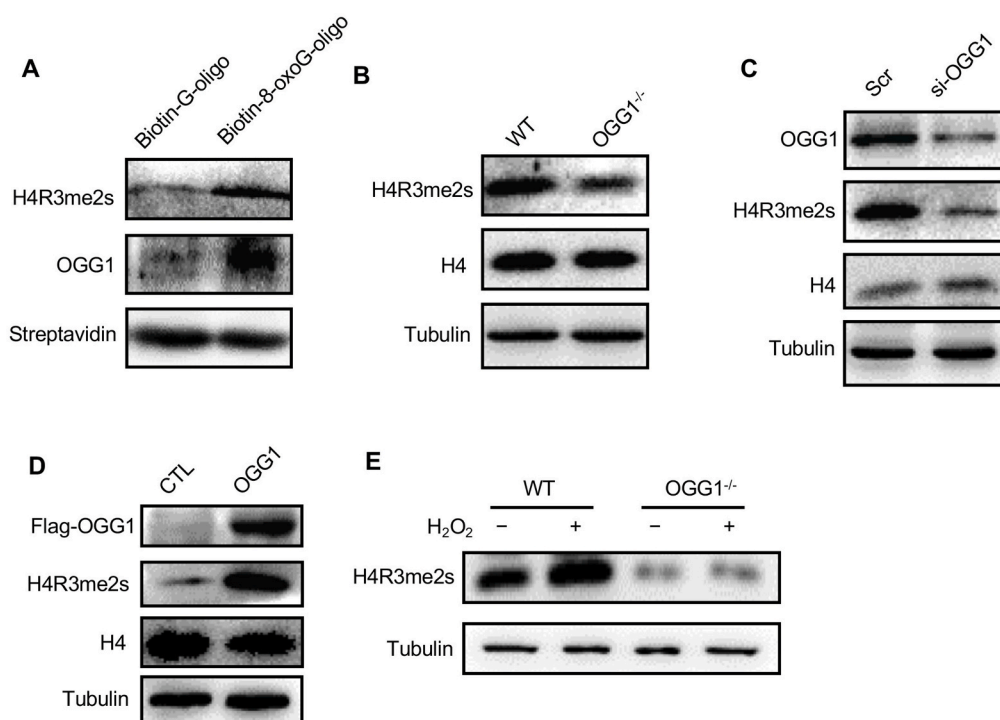 A
Biotin-G-oligo
Biotin-8-oxoG-oligo
H4R3me2s
OGG1
Streptavidin
B
WT
OGG1-/-
H4R3me2s
H4
Tubulin
C
Scr
si-OGG1
OGG1
H4R3me2s
H4
Tubulin
D
CTL
OGG1
Flag-OGG1
H4R3me2s
H4
Tubulin
E
WT
OGG1-/-
H2O2 − + − +
H4R3me2s
Tubulin